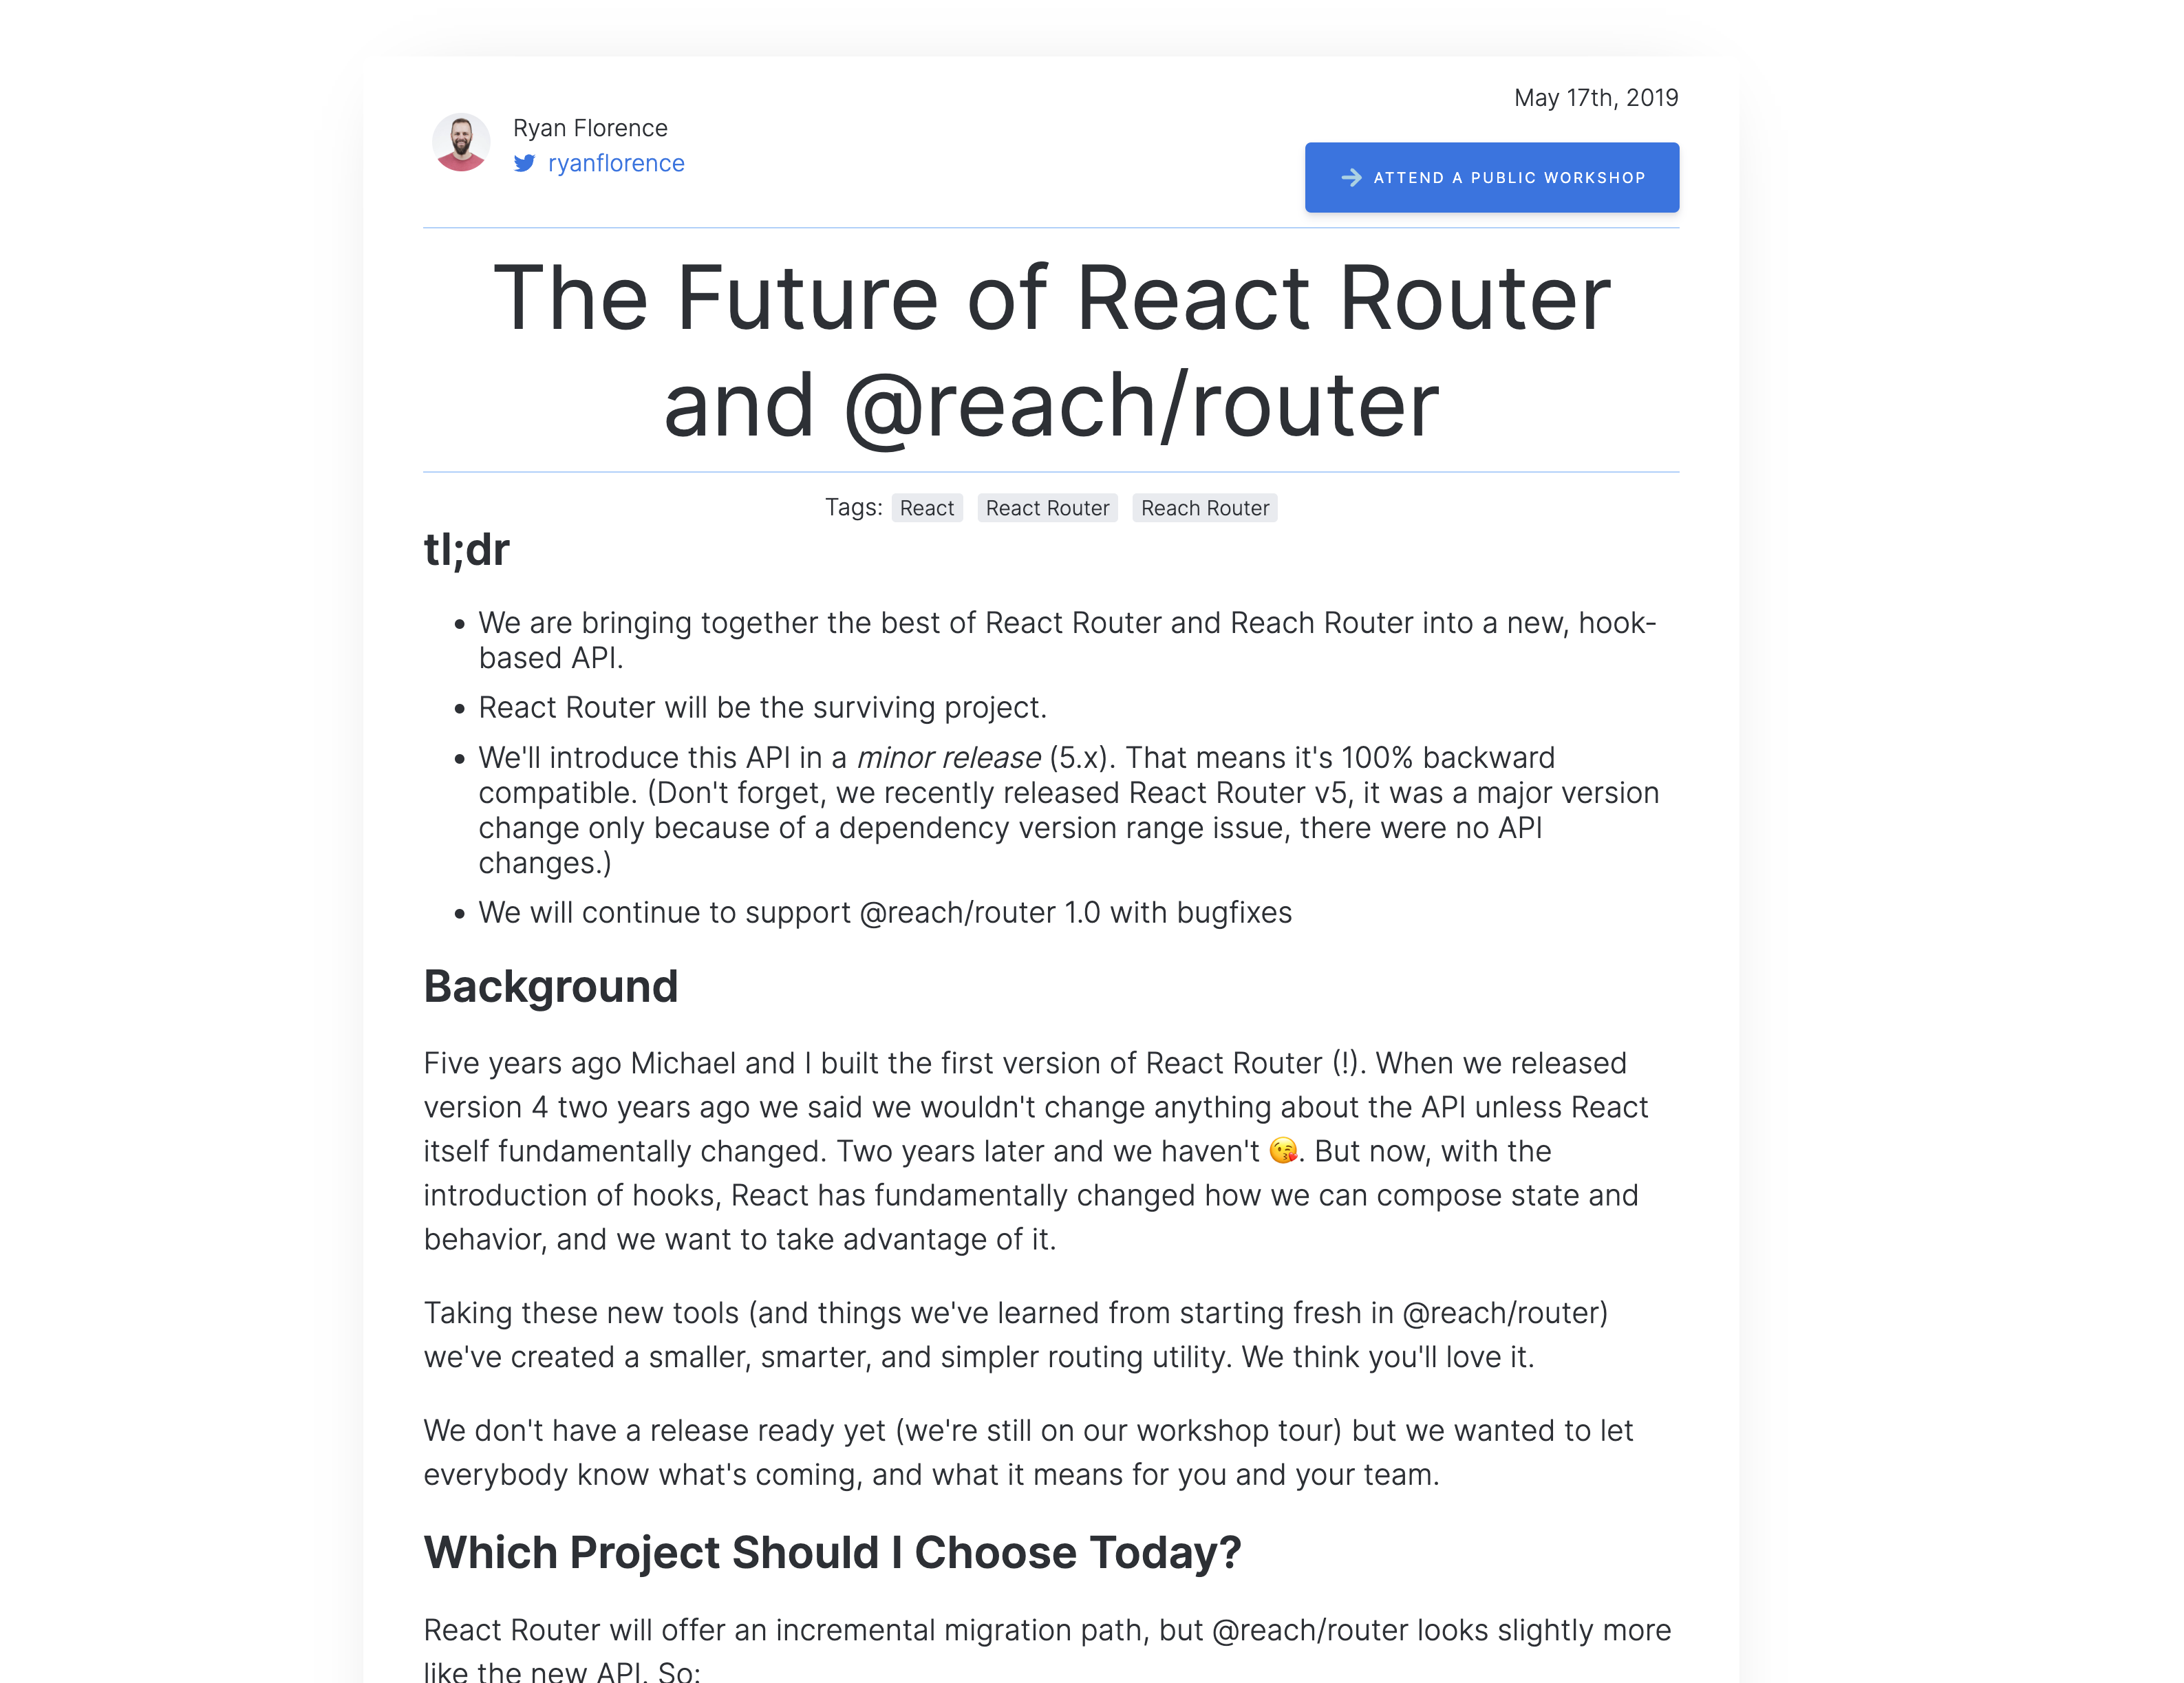 May 17th, 2019
Ryan Florence
ryanflorence
ATTEND A PUBLIC WORKSHOP
The Future of React Router
and @reach/router
Tags: React React Router Reach Router
tl;dr
• We are bringing together the best of React Router and Reach Router into a new, hook-
based API.
• React Router will be the surviving project.
• We'll introduce this API in a minor release (5.x). That means it's 100% backward
compatible. (Don't forget, we recently released React Router v5, it was a major version
change only because of a dependency version range issue, there were no API
changes.)
• We will continue to support @reach/router 1.0 with bugfixes
Background
Five years ago Michael and I built the first version of React Router (!). When we released
version 4 two years ago we said we wouldn't change anything about the API unless React
itself fundamentally changed. Two years later and we haven't 😘. But now, with the
introduction of hooks, React has fundamentally changed how we can compose state and
behavior, and we want to take advantage of it.
Taking these new tools (and things we've learned from starting fresh in @reach/router)
we've created a smaller, smarter, and simpler routing utility. We think you'll love it.
We don't have a release ready yet (we're still on our workshop tour) but we wanted to let
everybody know what's coming, and what it means for you and your team.
Which Project Should I Choose Today?
React Router will offer an incremental migration path, but @reach/router looks slightly more
like the new API. So: